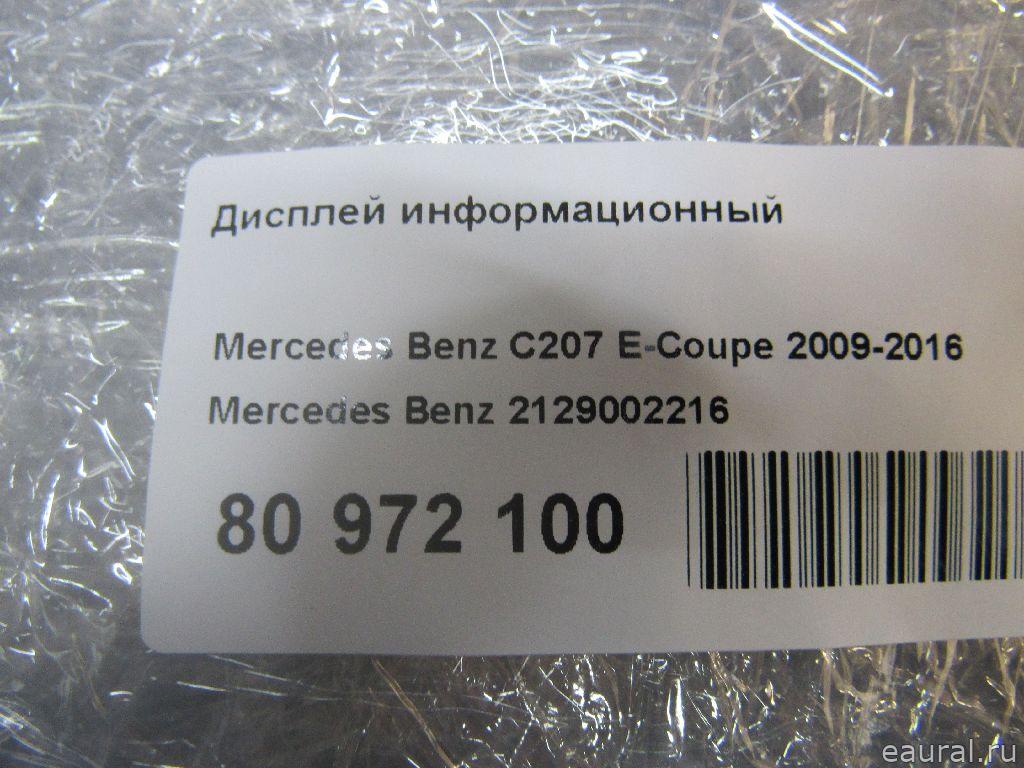 Дисплей информационный
Mercedes Benz C207 E-Coupe 2009-2016
Mercedes Benz 2129002216
80 972 100
eaural.ru